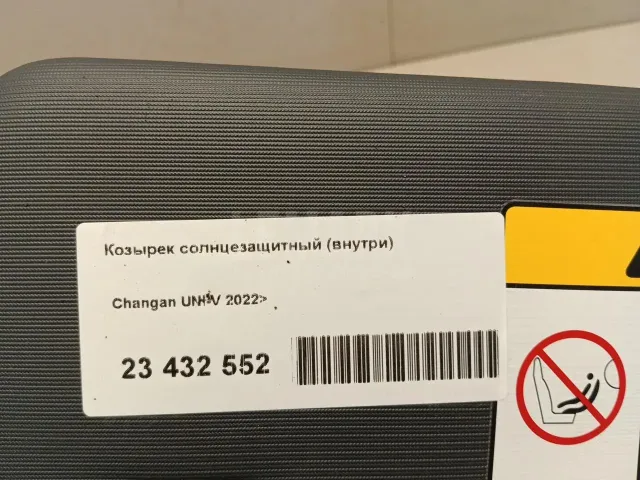 Козырек солнцезащитный (внутри)
Changan UNI-V 2022>
23 432 552